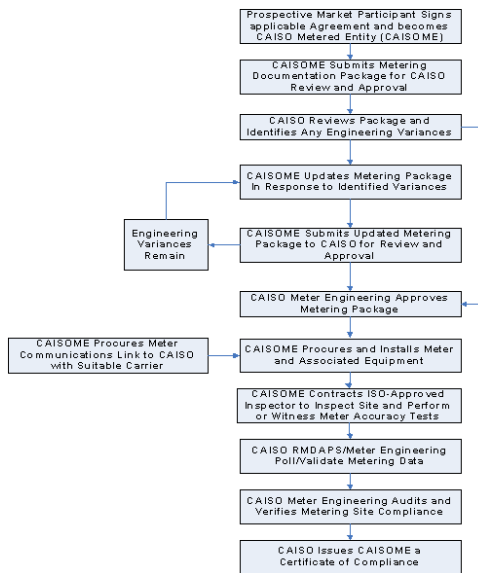 Prospective Market Participant Signs
applicable Agreement and becomes
CAISO Metered Entity (CAISOME)
CAISOME Submits Metering
Documentation Package for CAISO
Review and Approval
CAISO Reviews Package and
Identifies Any Engineering Variances
CAISOME Updates Metering Package
In Response to Identified Variances
Engineering
Variances
Remain
CAISOME Submits Updated Metering
Package to CAISO for Review and
Approval
CAISO Meter Engineering Approves
Metering Package
CAISOME Procures Meter
Communications Link to CAISO
with Suitable Carrier
CAISOME Procures and Installs Meter
and Associated Equipment
CAISOME Contracts ISO-Approved
Inspector to Inspect Site and Perform
or Witness Meter Accuracy Tests
CAISO RMDAPS/Meter Engineering
Poll/Validate Metering Data
CAISO Meter Engineering Audits and
Verifies Metering Site Compliance
CAISO Issues CAISOME a
Certificate of Compliance